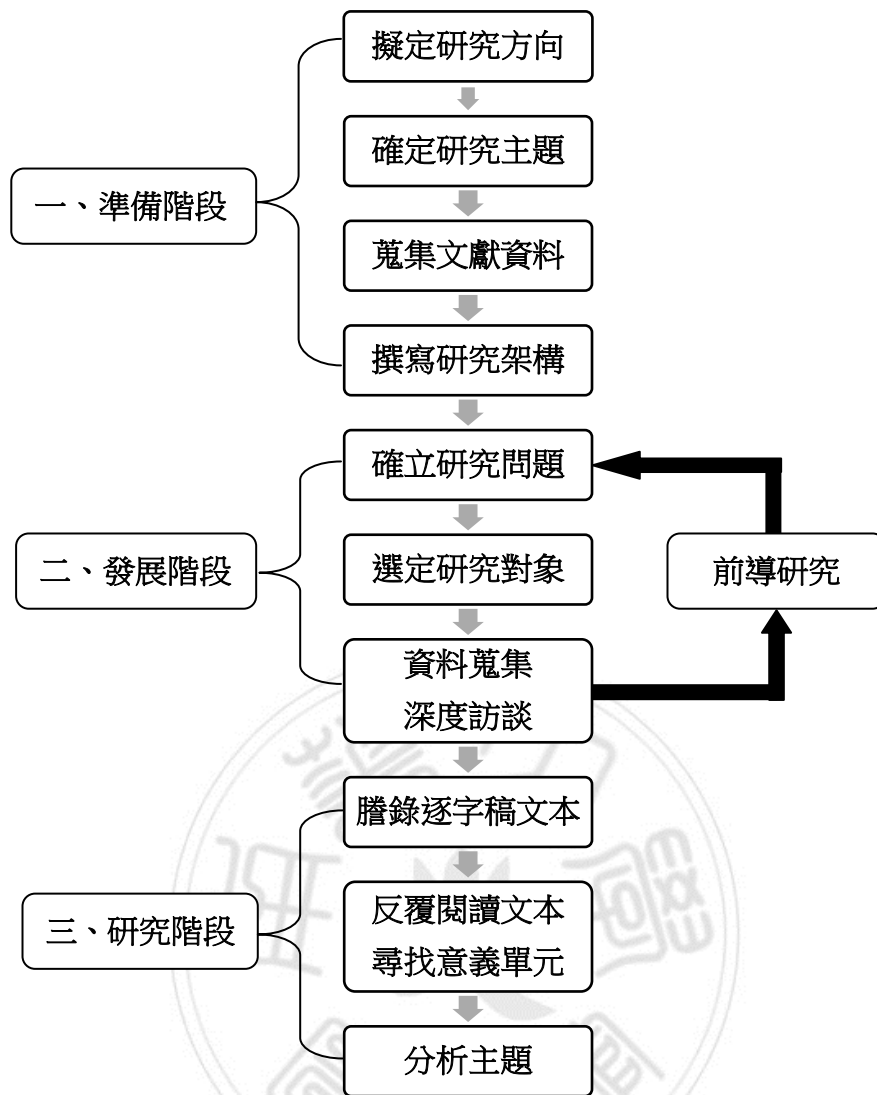 擬定研究方向
確定研究主題
一、準備階段
蒐集文獻資料
撰寫研究架構
確立研究問題
二、發展階段
選定研究對象
前導研究
資料蒐集
深度訪談
謄錄逐字稿文本
三、研究階段
反覆閱讀文本
尋找意義單元
分析主題